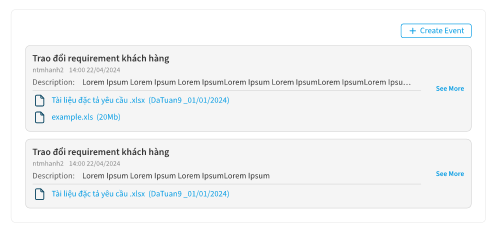 + Create Event
Trao đổi requirement khách hàng
ntmhanh2 14:00 22/04/2024
Description: Lorem Ipsum Lorem Ipsum Lorem IpsumLorem Ipsum Lorem IpsumLorem IpsumLorem Ipsu...
See More
Tài liệu đặc tả yêu cầu .xlsx (DaTuan9 _01/01/2024)
example.xls (20Mb)
Trao đổi requirement khách hàng
ntmhanh2 14:00 22/04/2024
Description: Lorem Ipsum Lorem Ipsum Lorem IpsumLorem Ipsum
See More
Tài liệu đặc tả yêu cầu .xlsx (DaTuan9 _01/01/2024)